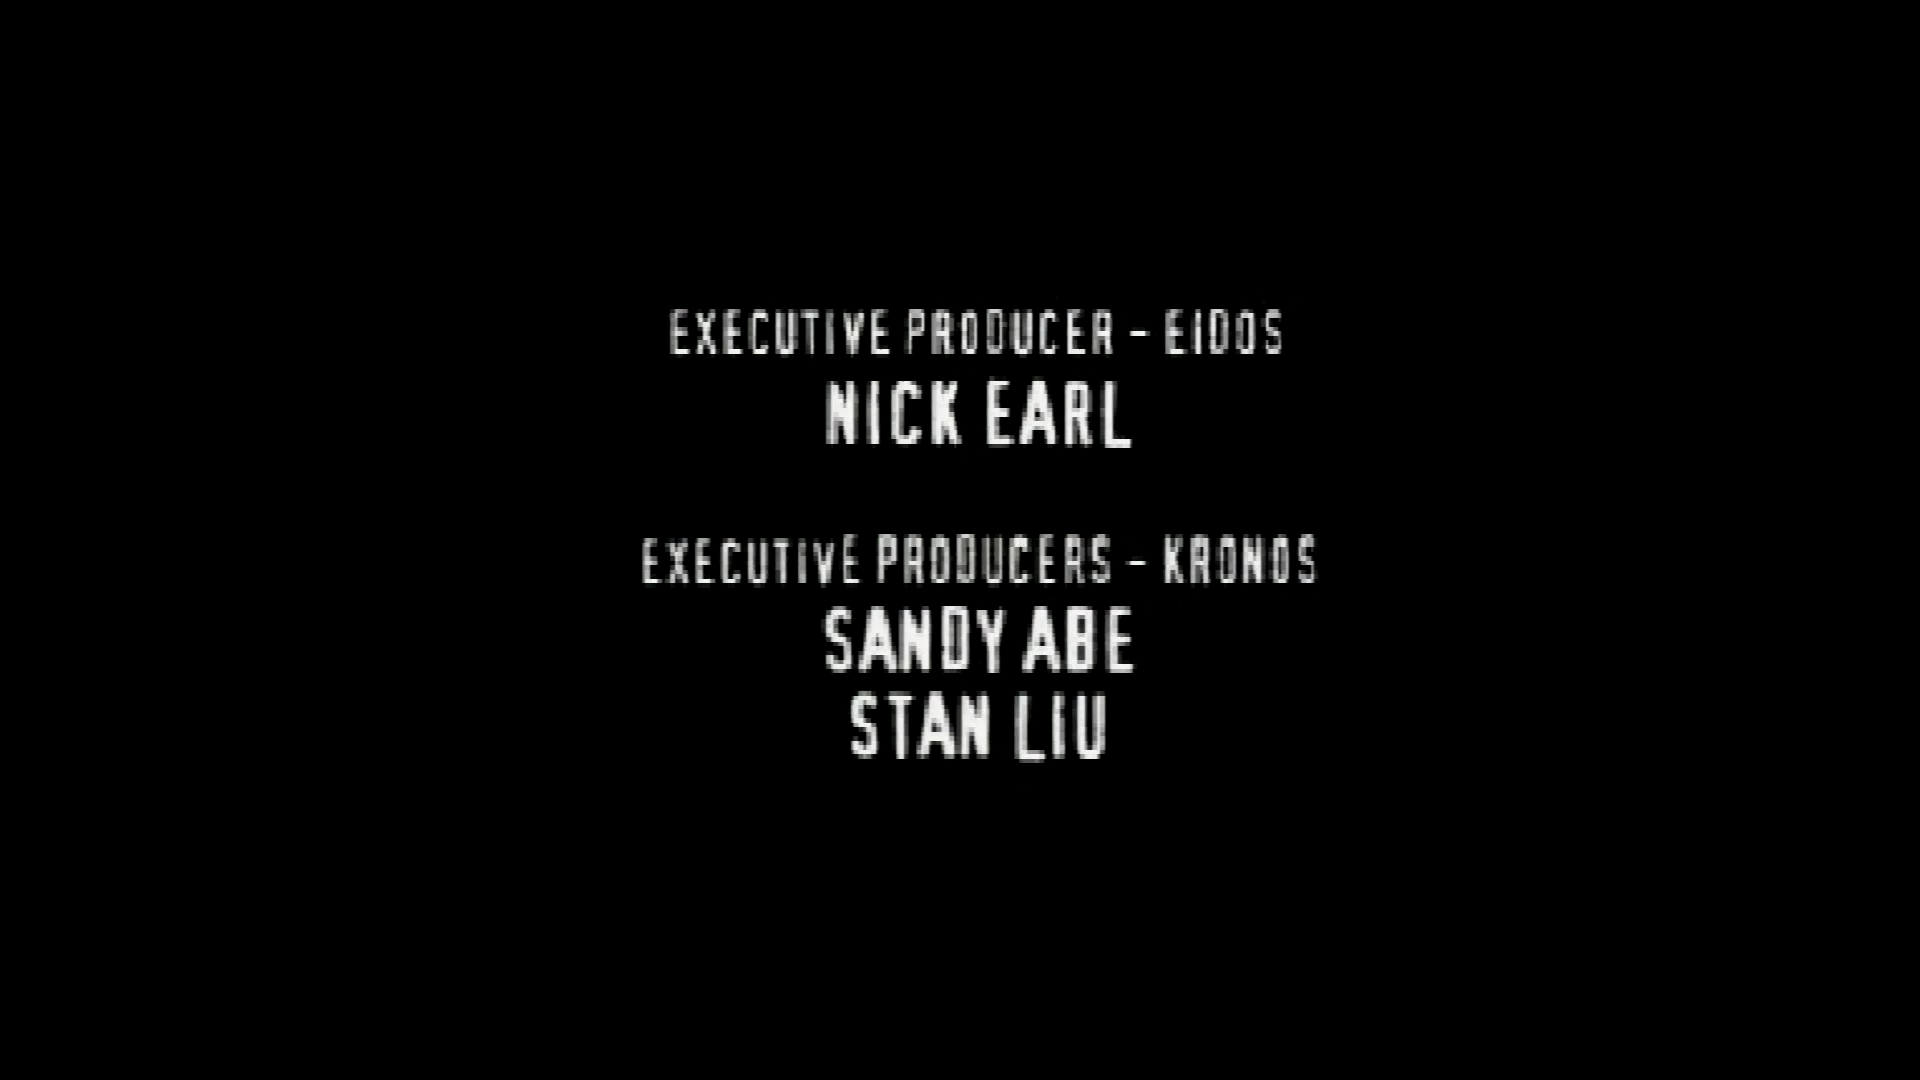 EXECUTIVE PRODUCER - EIDOS
NICK EARL
EXECUTIVE PRODUCERS - KRONOS
SANDY ABE
STAN LIU